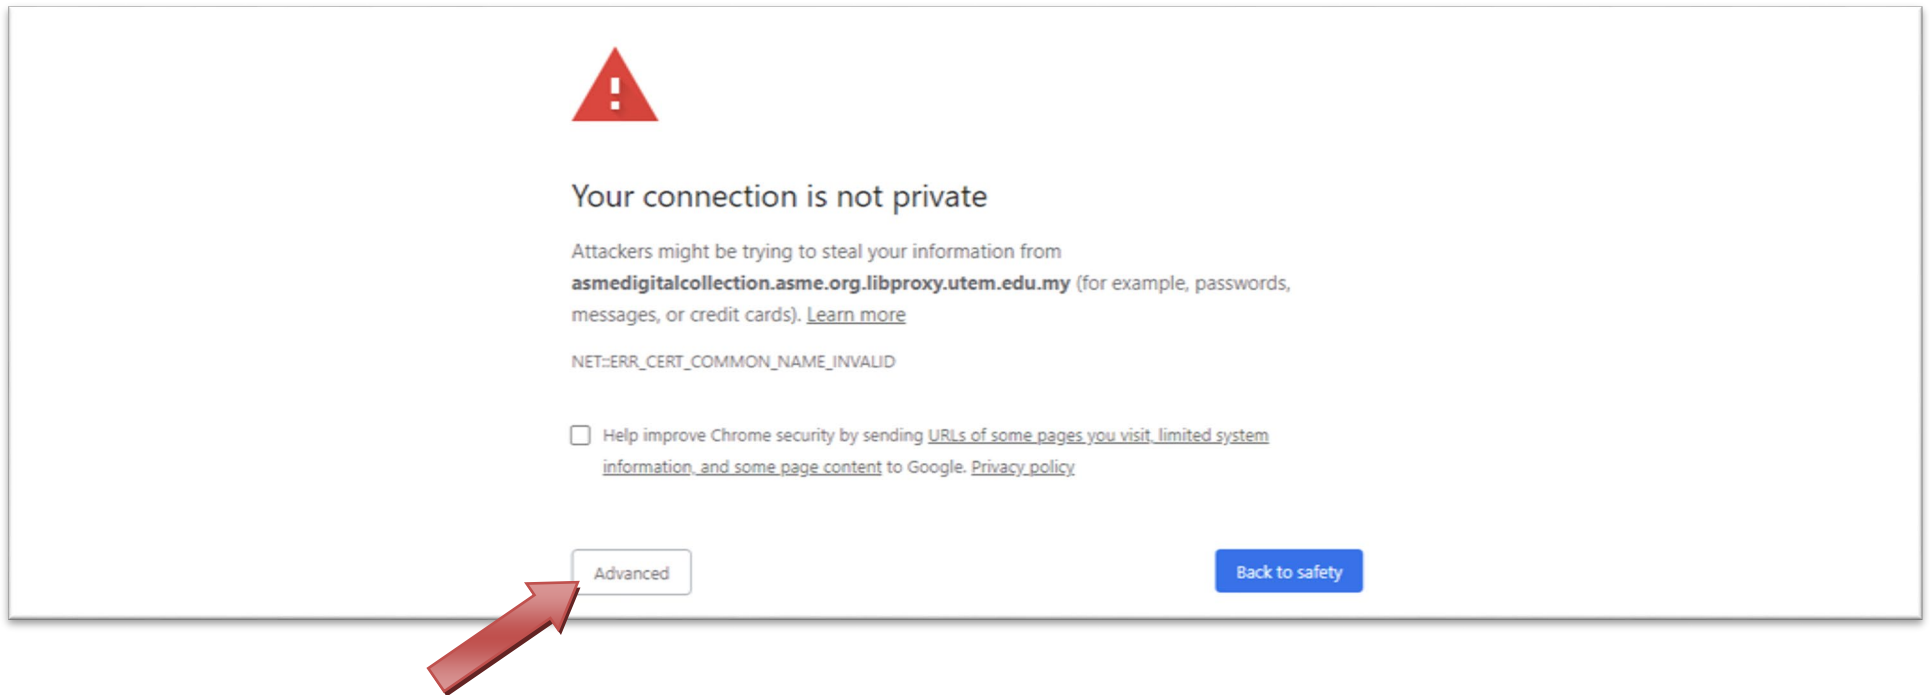 Your connection is not private
Attackers might be trying to steal your information from
asmedigitalcollection.asme.org.libproxy.utem.edu.my (for example, passwords,
messages, or credit cards). Learn more
NET::ERR_CERT_COMMON_NAME_INVALID
Help improve Chrome security by sending URLs of some pages you visit, limited system
information, and some page content to Google. Privacy policy
Advanced
Back to safety